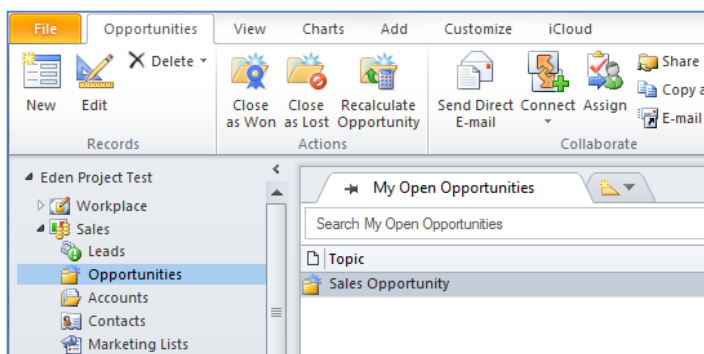 File Opportunities View Charts Add Customize iCloud
New Edit Delete Close as Won Close as Lost Recalculate Opportunity Send Direct E-mail Connect Assign Share
Copy
E-mail
Records Actions Collaborate
Eden Project Test
Workplace
Sales
Leads
Opportunities
Accounts
Contacts
Marketing Lists
My Open Opportunities
Search My Open Opportunities
Topic
Sales Opportunity